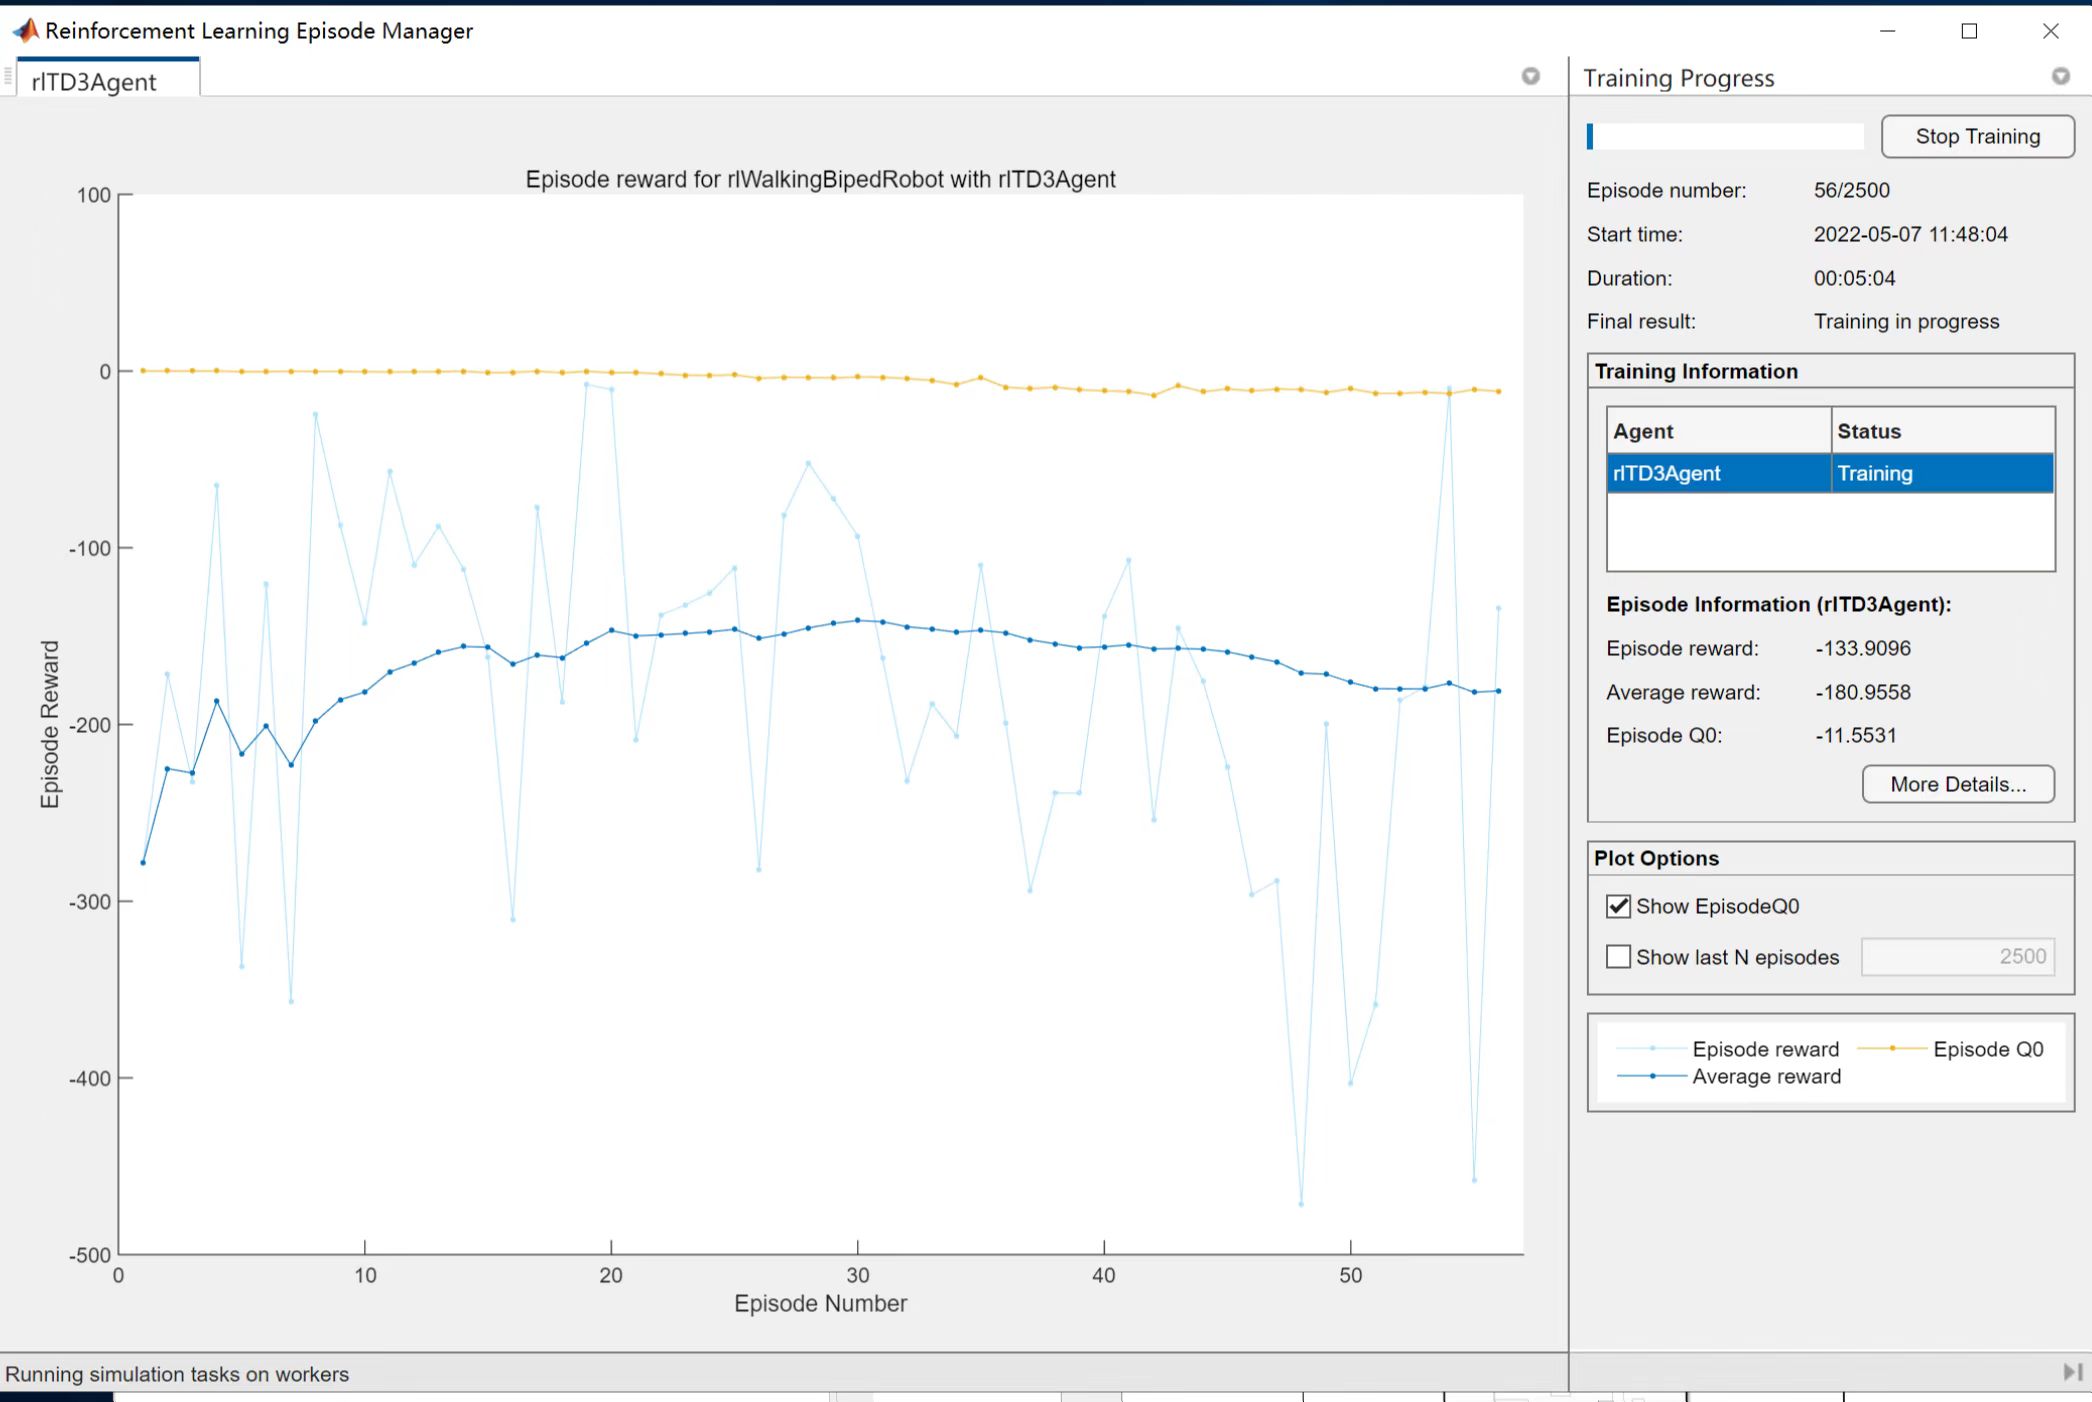 Reinforcement Learning Episode Manager
rlTD3Agent
Episode reward for rlWalkingBipedRobot with rlTD3Agent
100
0
-100
-200
-300
-400
-500
Episode Reward
0 10 20 30 40 50
Episode Number
Running simulation tasks on workers
Training Progress
Stop Training
Episode number: 56/2500
Start time: 2022-05-07 11:48:04
Duration: 00:05:04
Final result: Training in progress
Training Information
Agent Status
rlTD3Agent Training
Episode Information (rlTD3Agent):
Episode reward: -133.9096
Average reward: -180.9558
Episode Q0: -11.5531
More Details...
Plot Options
Show EpisodeQ0
Show last N episodes 2500
Episode reward Episode Q0
Average reward